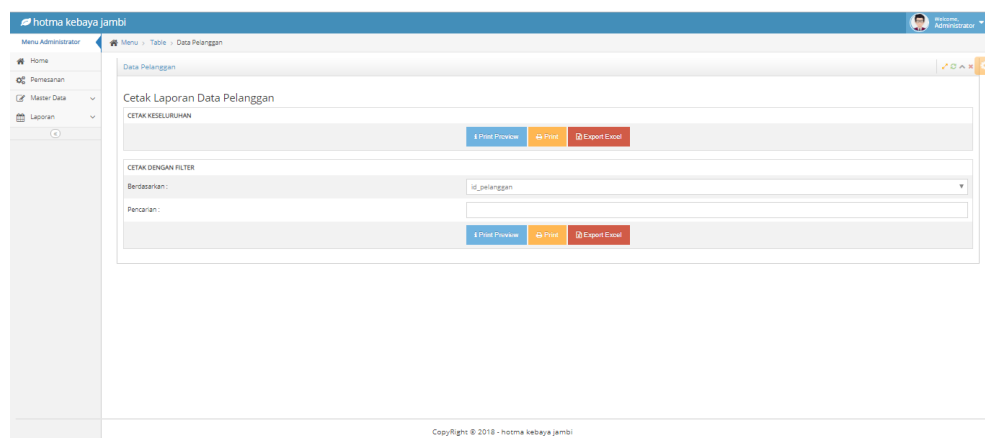 hotma kebaya jambi
Welcome,
Administrator
Menu Administrator
Menu > Table > Data Pelanggan
Home
Pemesanan
Master Data
Laporan
Data Pelanggan
Cetak Laporan Data Pelanggan
CETAK KESELURUHAN
Print Preview Print Export Excel
CETAK DENGAN FILTER
Berdasarkan : id_pelanggan
Pencarian :
Print Preview Print Export Excel
CopyRight © 2018 - hotma kebaya jambi